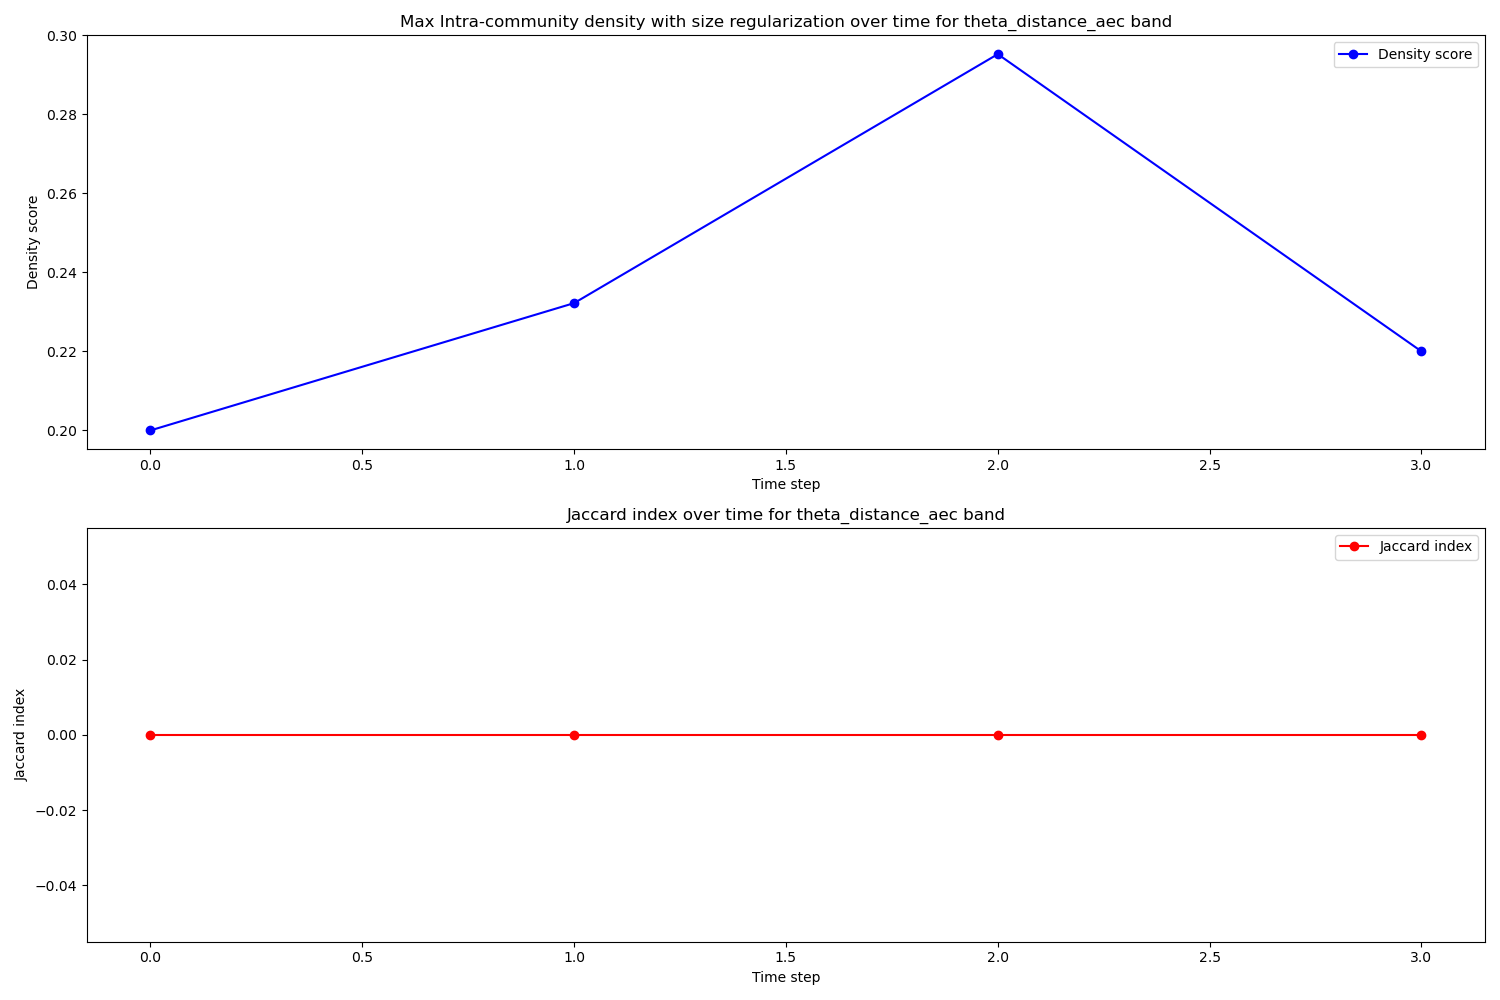 Max Intra-community density with size regularization over time for theta_distance_aec band
0.30
0.28
0.26
0.24
0.22
0.20
Density score
Density score
0.0 0.5 1.0 1.5 2.0 2.5 3.0
Time step
Jaccard index over time for theta_distance_aec band
0.04
0.02
0.00
−0.02
−0.04
Jaccard index
Jaccard index
0.0 0.5 1.0 1.5 2.0 2.5 3.0
Time step